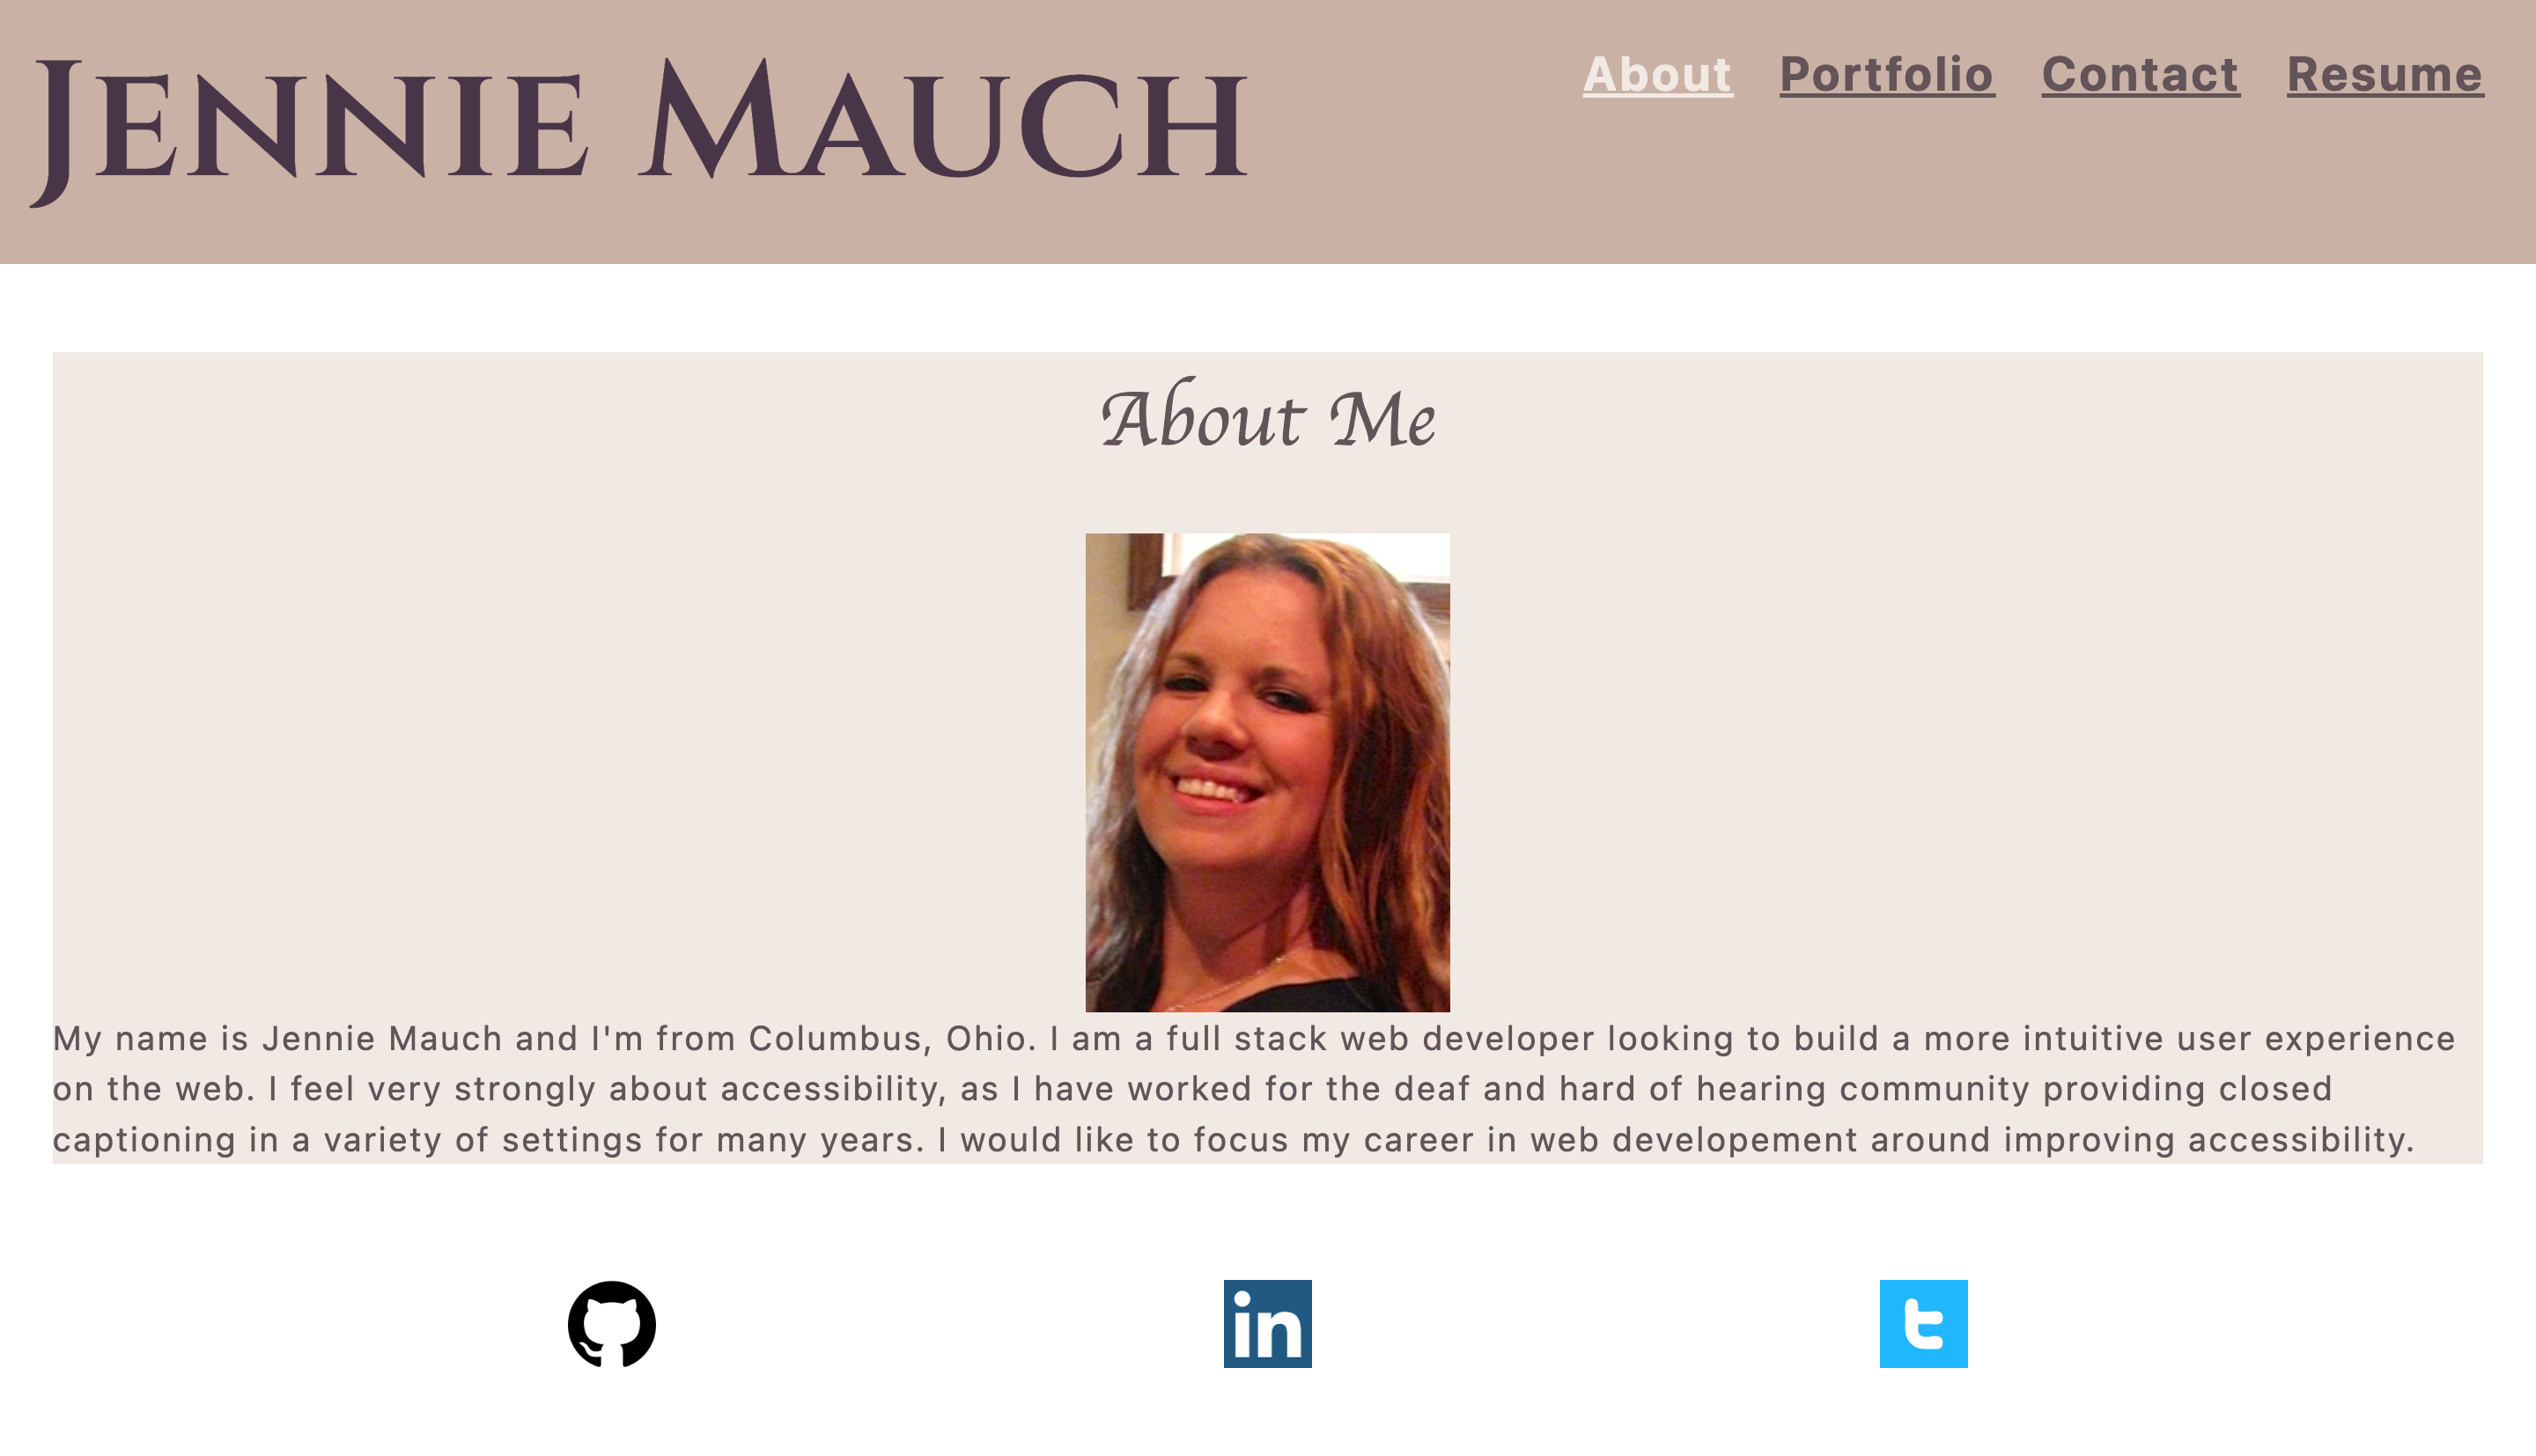 Jennie Mauch
About Portfolio Contact Resume
About Me
My name is Jennie Mauch and I'm from Columbus, Ohio. I am a full stack web developer looking to build a more intuitive user experience
on the web. I feel very strongly about accessibility, as I have worked for the deaf and hard of hearing community providing closed
captioning in a variety of settings for many years. I would like to focus my career in web developement around improving accessibility.
in
t